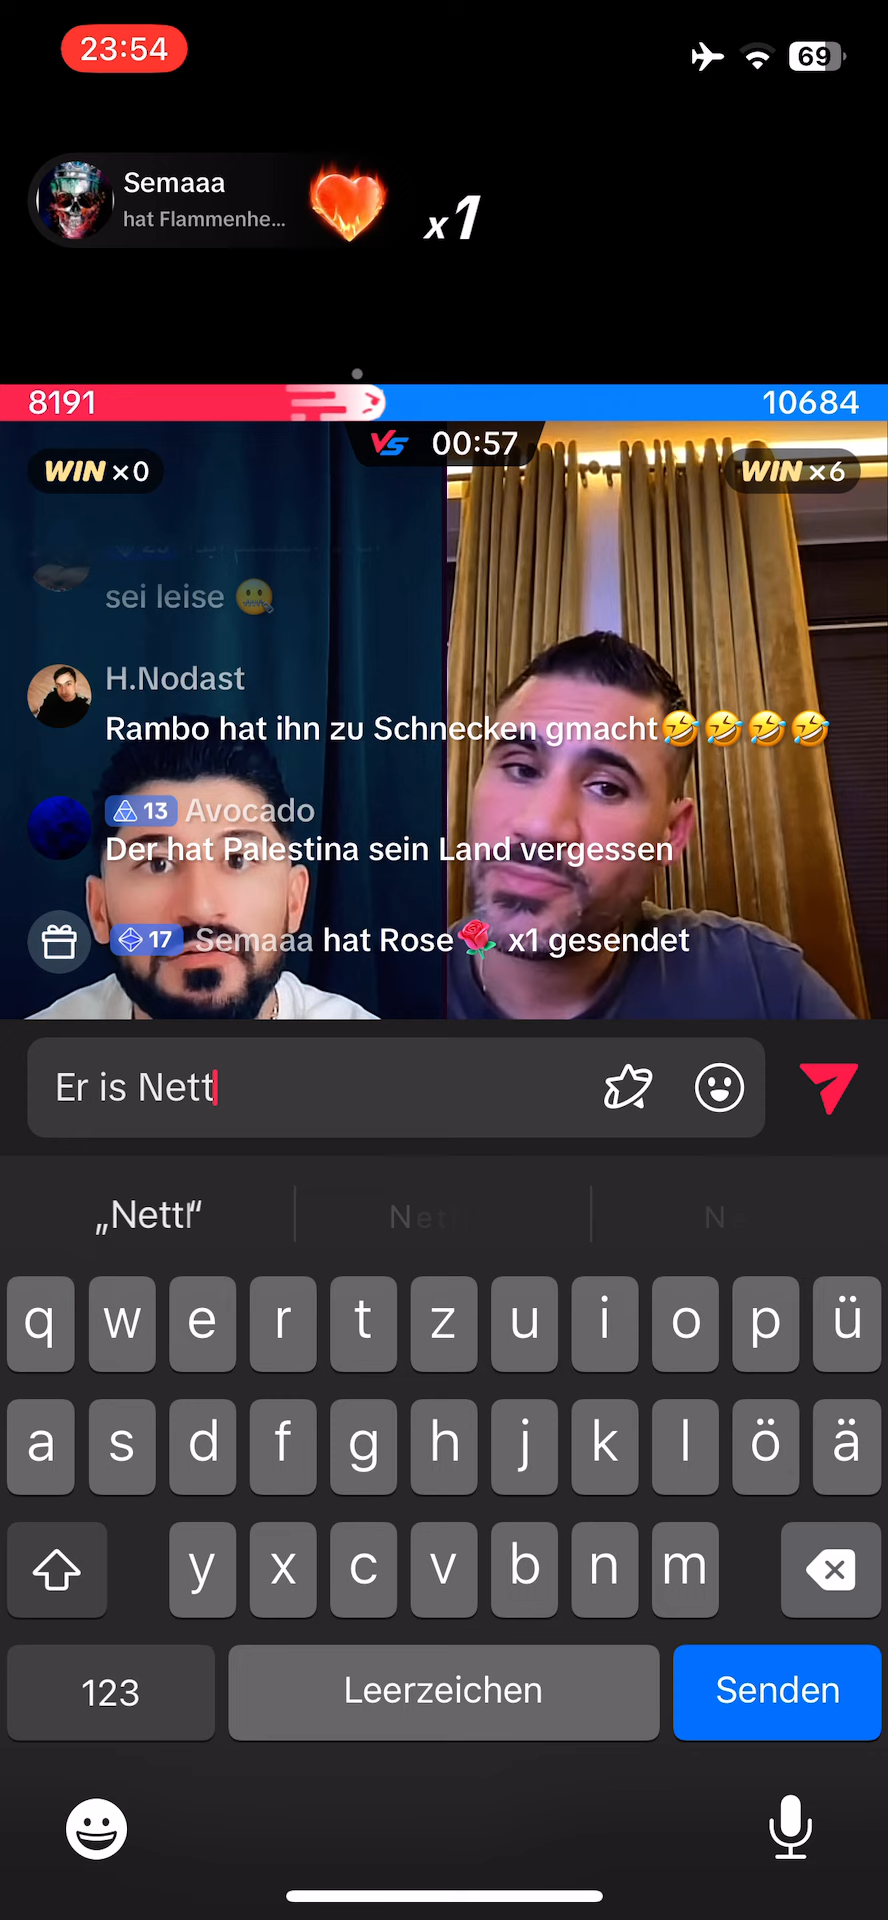 23:54
69
Semaaa
hat Flammenhe...
x1
8191
10684
VS 00:57
WIN x0
WIN x6
sei leise 🤐
H.Nodast
Rambo hat ihn zu Schnecken gmacht🤣🤣🤣🤣
13 Avocado
Der hat Palestina sein Land vergessen
17 Semaaa hat Rose🌹 x1 gesendet
Er is Nett
q w e r t z u i o p ü
a s d f g h j k l ö ä
y x c v b n m
123
Leerzeichen
Senden